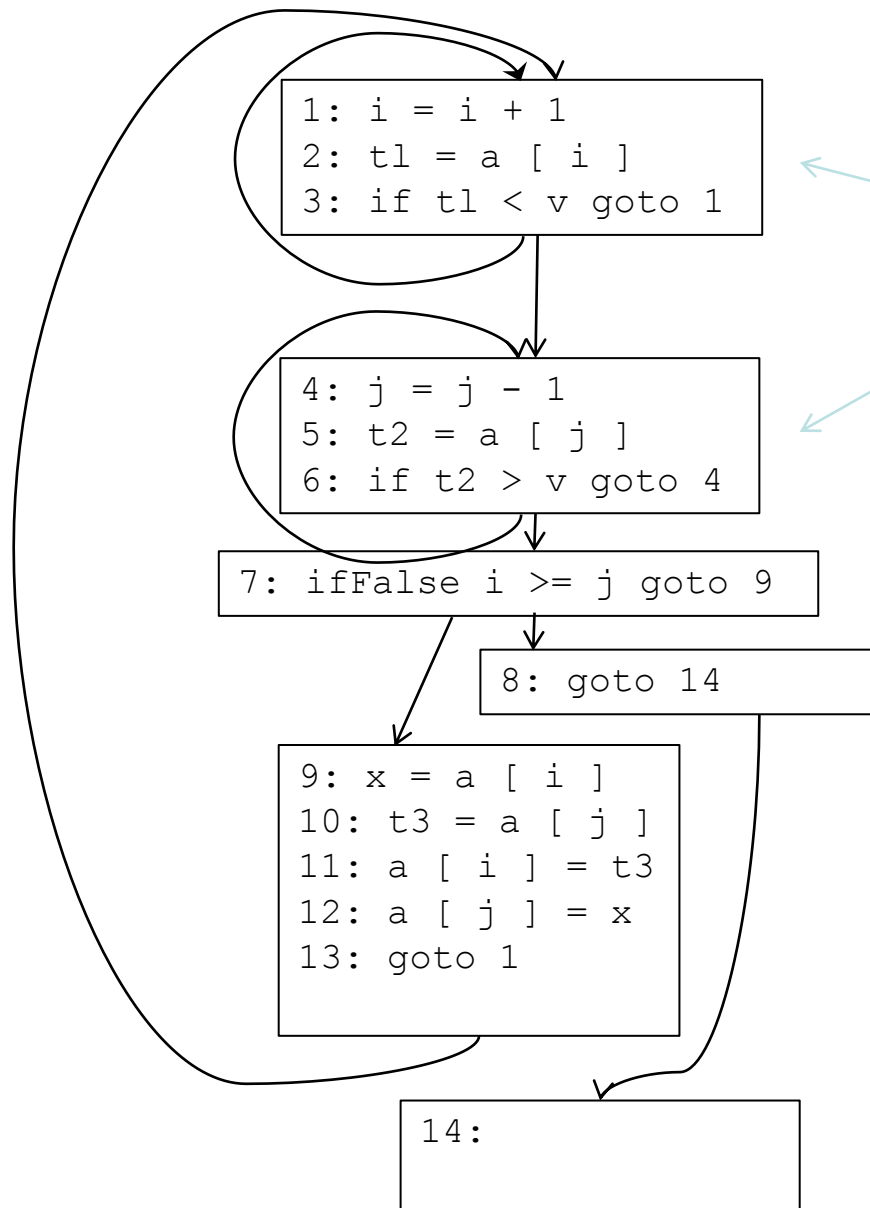 1: i = i + 1
2: tl = a [ i ]
3: if tl < v goto 1
4: j = j - 1
5: t2 = a [ j ]
6: if t2 > v goto 4
7: ifFalse i >= j goto 9
8: goto 14
9: x = a [ i ]
10: t3 = a [ j ]
11: a [ i ] = t3
12: a [ j ] = x
13: goto 1
14: